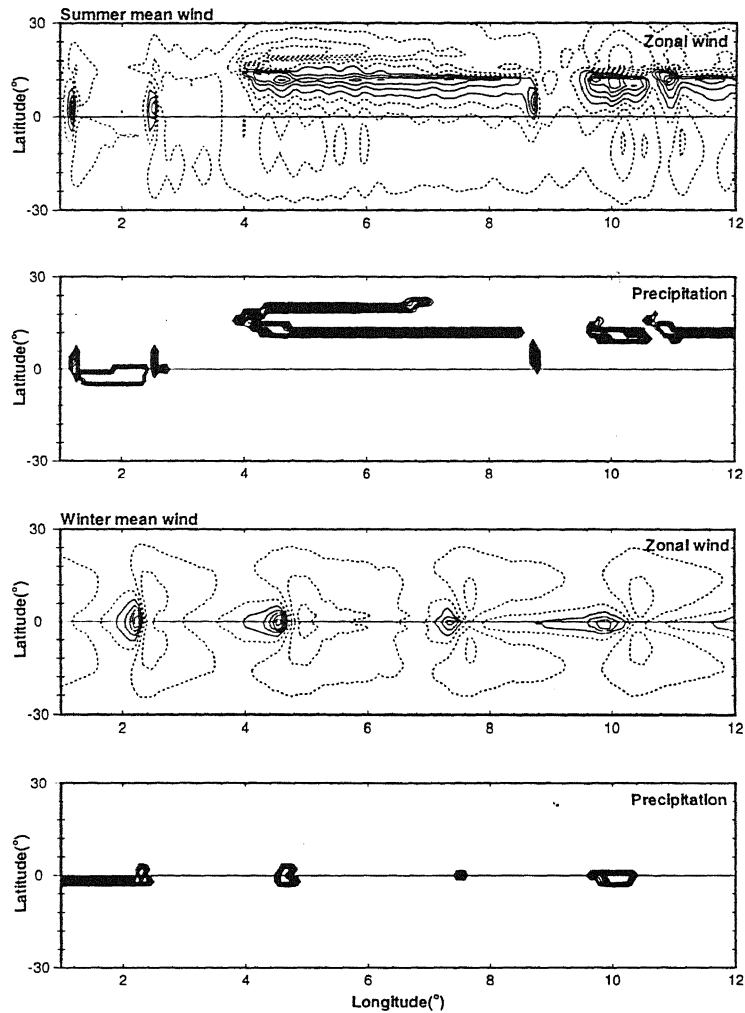 Summer mean wind
30
Zonal wind
Latitude(°)
0
-30
2 4 6 8 10 12
30
Precipitation
Latitude(°)
0
-30
2 4 6 8 10 12
Winter mean wind
30
Zonal wind
Latitude(°)
0
-30
2 4 6 8 10 12
30
Precipitation
Latitude(°)
0
-30
2 4 6 8 10 12
Longitude(°)